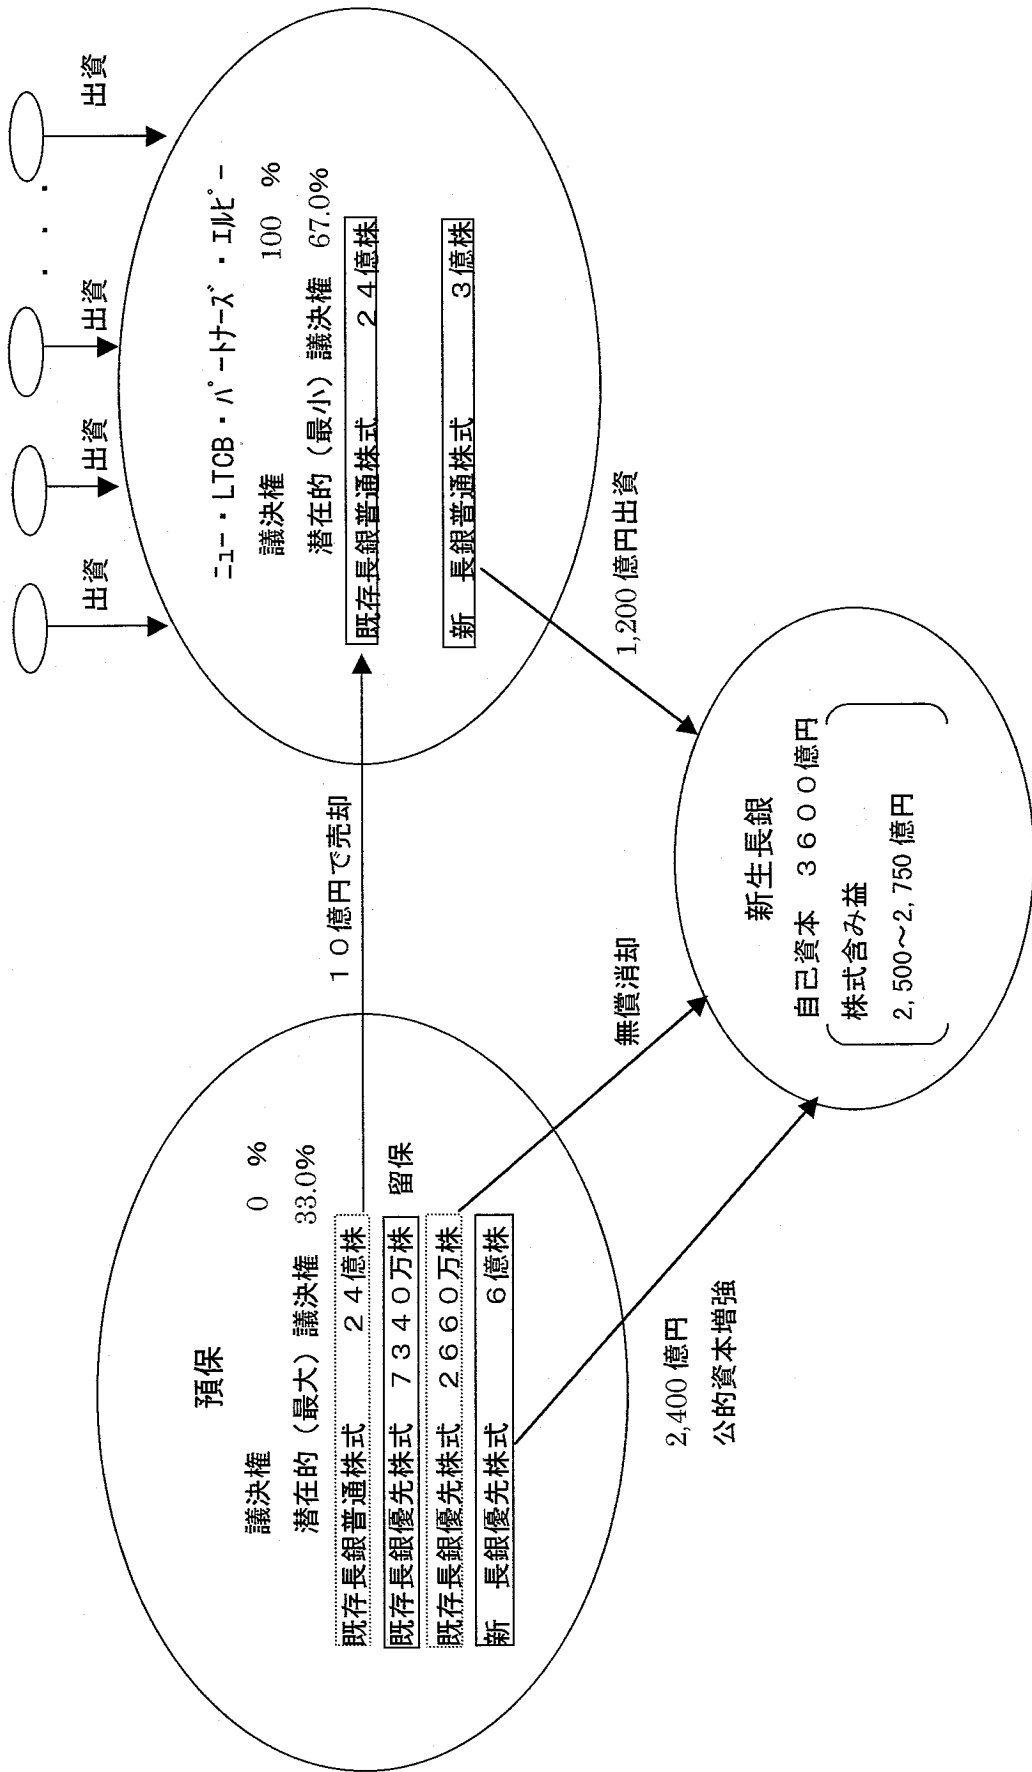 預保
議決権 0 %
潜在的（最大）議決権 33.0%
既存長銀普通株式 24億株
既存長銀優先株式 7340万株 留保
既存長銀優先株式 2660万株
新 長銀優先株式 6億株
10億円で売却
無償消却
2,400億円
公的資本増強
出資
出資
出資
・・・
出資
ニュー・LTCB・パートナーズ・エルピー
議決権 100 %
潜在的（最小）議決権 67.0%
既存長銀普通株式 24億株
新 長銀普通株式 3億株
1,200億円出資
新生長銀
自己資本 3600億円
株式含み益
2,500～2,750億円